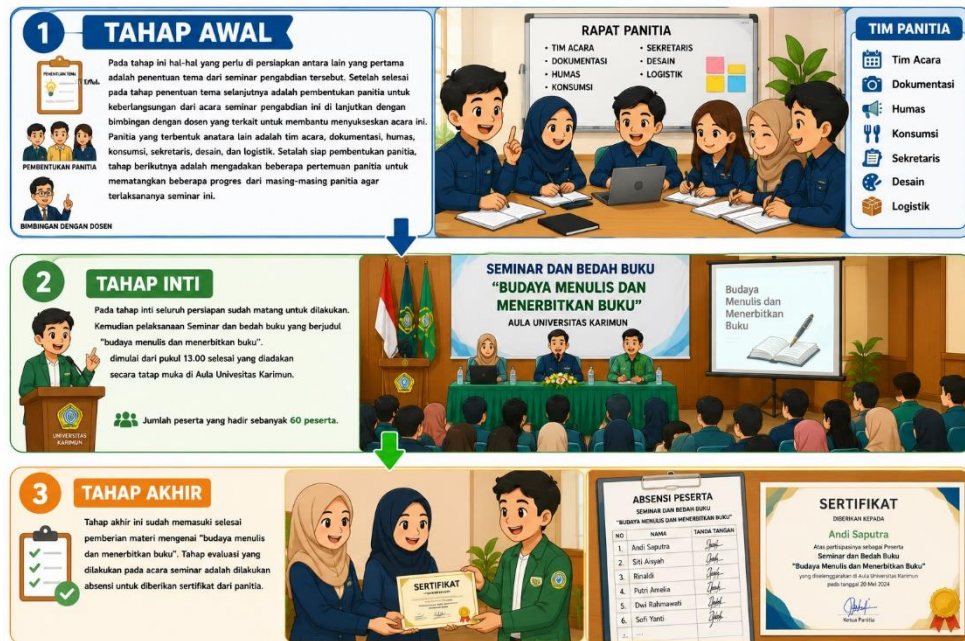 1
TAHAP AWAL
PENENTUAN TEMA
Pada tahap ini hal-hal yang perlu di persiapkan antara lain yang pertama
adalah penentuan tema dari seminar pengabdian tersebut. Setelah selesai
pada tahap penentuan tema selanjutnya adalah pembentukan panitia untuk
keberlangsungan dari acara seminar pengabdian ini di lanjutkan dengan
bimbingan dengan dosen yang terkait untuk membantu menyukseskan acara ini.
Panitia yang terbentuk anatara lain adalah tim acara, dokumentasi, humas,
konsumsi, sekretaris, desain, dan logistik. Setalah siap pembentukan panitia,
tahap berikutnya adalah mengadakan beberapa pertemuan panitia untuk
mematangkan beberapa progres dari masing-masing panitia agar
terlaksananya seminar ini.
PEMBENTUKAN PANITIA
BIMBINGAN DENGAN DOSEN
RAPAT PANITIA
• TIM ACARA
• DOKUMENTASI
• HUMAS
• KONSUMSI
• SEKRETARIS
• DESAIN
• LOGISTIK
TIM PANITIA
Tim Acara
Dokumentasi
Humas
Konsumsi
Sekretaris
Desain
Logistik
2
TAHAP INTI
Pada tahap inti seluruh persiapan sudah matang untuk dilakukan.
Kemudian pelaksanaan Seminar dan bedah buku yang berjudul
"budaya menulis dan menerbitkan buku".
dimulai dari pukul 13.00 selesai yang diadakan
secara tatap muka di Aula Univesitas Karimun.
Jumlah peserta yang hadir sebanyak 60 peserta.
UNIVERSITAS
KARIMUN
SEMINAR DAN BEDAH BUKU
"BUDAYA MENULIS DAN
MENERBITKAN BUKU"
AULA UNIVERSITAS KARIMUN
Budaya
Menulis dan
Menerbitkan
Buku
3
TAHAP AKHIR
Tahap akhir ini sudah memasuki selesai
pemberian materi mengenai "budaya menulis
dan menerbitkan buku". Tahap evaluasi yang
dilakukan pada acara seminar adalah dilakukan
absensi untuk diberikan sertifikat dari panitia.
SERTIFIKAT
ABSENSI PESERTA
SEMINAR DAN BEDAH BUKU
"BUDAYA MENULIS DAN MENERBITKAN BUKU"
NO NAMA TANDA TANGAN
1. Andi Saputra
2. Siti Aisyah
3. Rinaldi
4. Putri Amelia
5. Dwi Rahmawati
6. Sofi Yanti
...
SERTIFIKAT
DIBERIKAN KEPADA
Andi Saputra
Atas partisipasinya sebagai Peserta
Seminar dan Bedah Buku
"Budaya Menulis dan Menerbitkan Buku"
yang diselenggarakan di Aula Universitas Karimun
pada tanggal 20 Mei 2024
Ketua Panitia